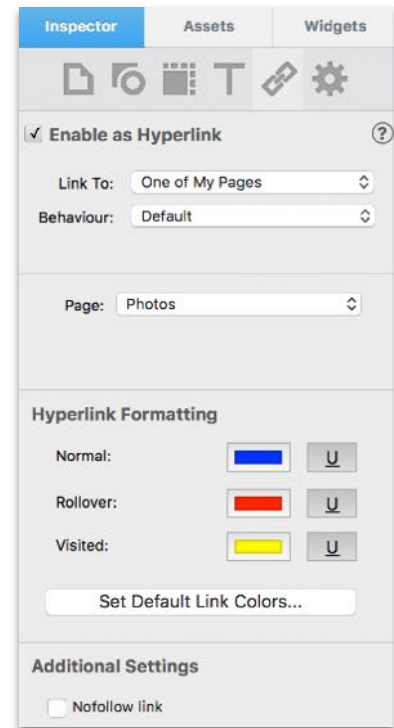 Inspector Assets Widgets
T
Enable as Hyperlink ?
Link To: One of My Pages
Behaviour: Default
Page: Photos
Hyperlink Formatting
Normal: U
Rollover: U
Visited: U
Set Default Link Colors...
Additional Settings
Nofollow link